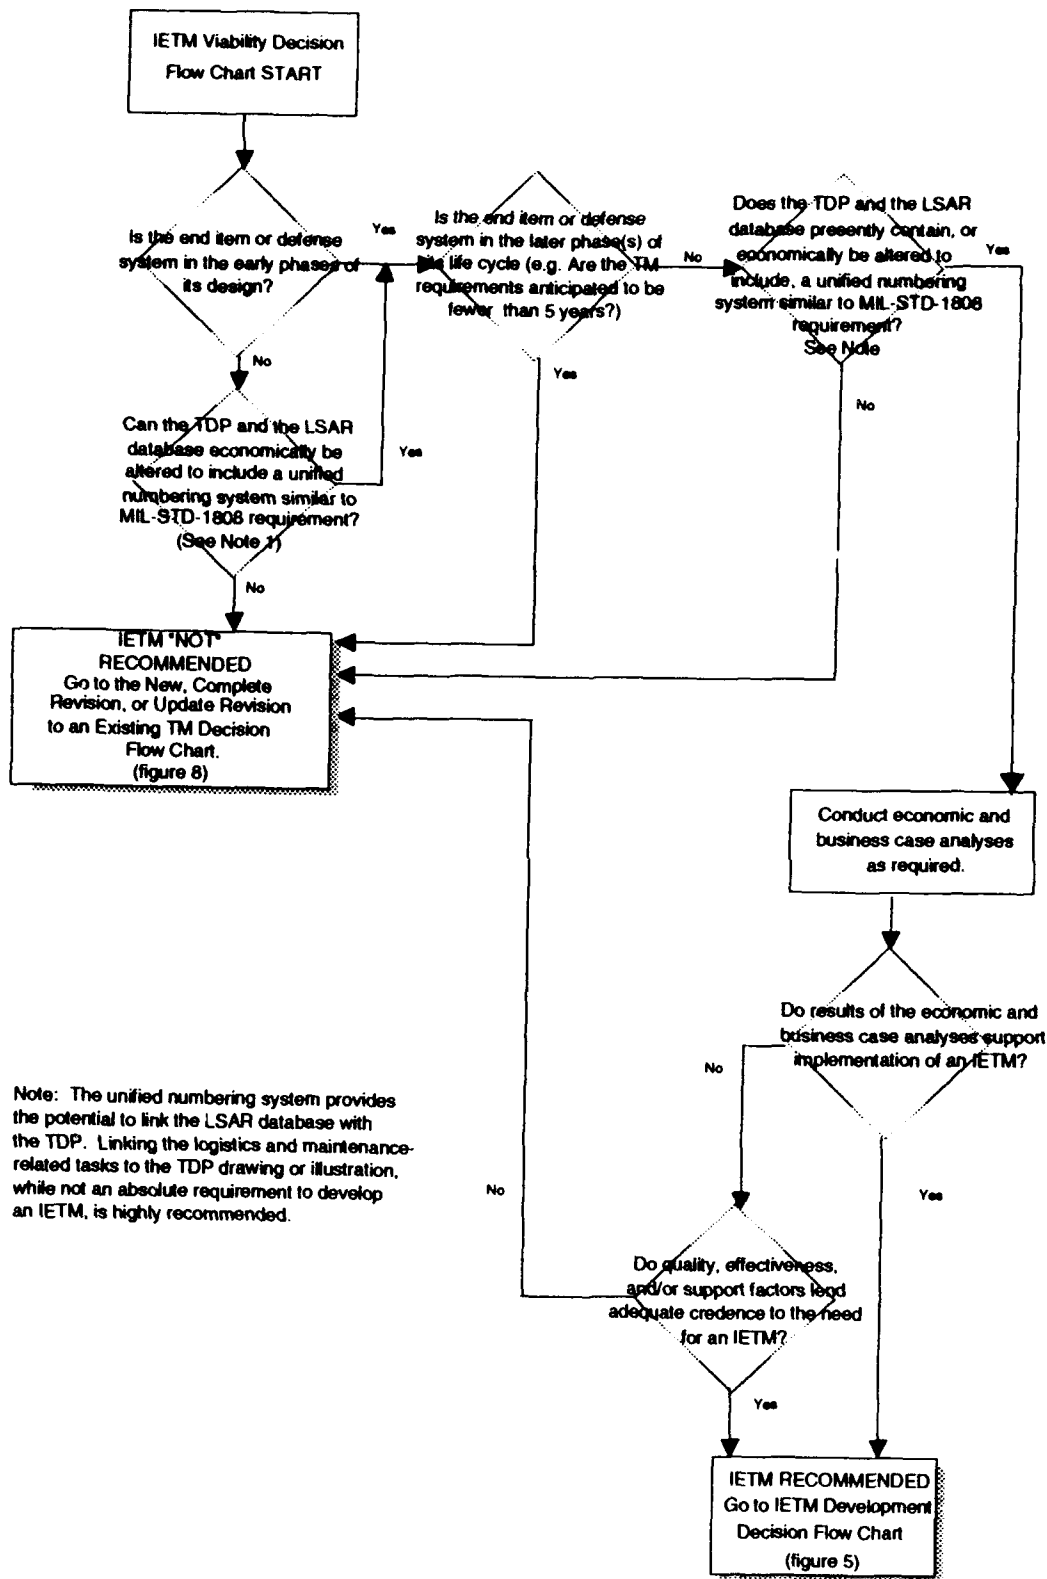 IETM Viability Decision
Flow Chart START
Is the end item or defense
system in the early phases of
its design?
Yes
No
Is the end item or defense
system in the later phase(s) of
its life cycle (e.g. Are the TM
requirements anticipated to be
fewer than 5 years?)
No
Yes
Does the TDP and the LSAR
database presently contain, or
economically be altered to
include, a unified numbering
system similar to MIL-STD-1808
requirement?
See Note
Yes
No
Can the TDP and the LSAR
database economically be
altered to include a unified
numbering system similar to
MIL-STD-1808 requirement?
(See Note 1)
Yes
No
IETM "NOT"
RECOMMENDED
Go to the New, Complete
Revision, or Update Revision
to an Existing TM Decision
Flow Chart.
(figure 8)
Conduct economic and
business case analyses
as required.
Do results of the economic and
business case analyses support
implementation of an IETM?
No
Yes
Note: The unified numbering system provides
the potential to link the LSAR database with
the TDP. Linking the logistics and maintenance-
related tasks to the TDP drawing or illustration,
while not an absolute requirement to develop
an IETM, is highly recommended.
No
Do quality, effectiveness,
and/or support factors lend
adequate credence to the need
for an IETM?
Yes
IETM RECOMMENDED
Go to IETM Development
Decision Flow Chart
(figure 5)